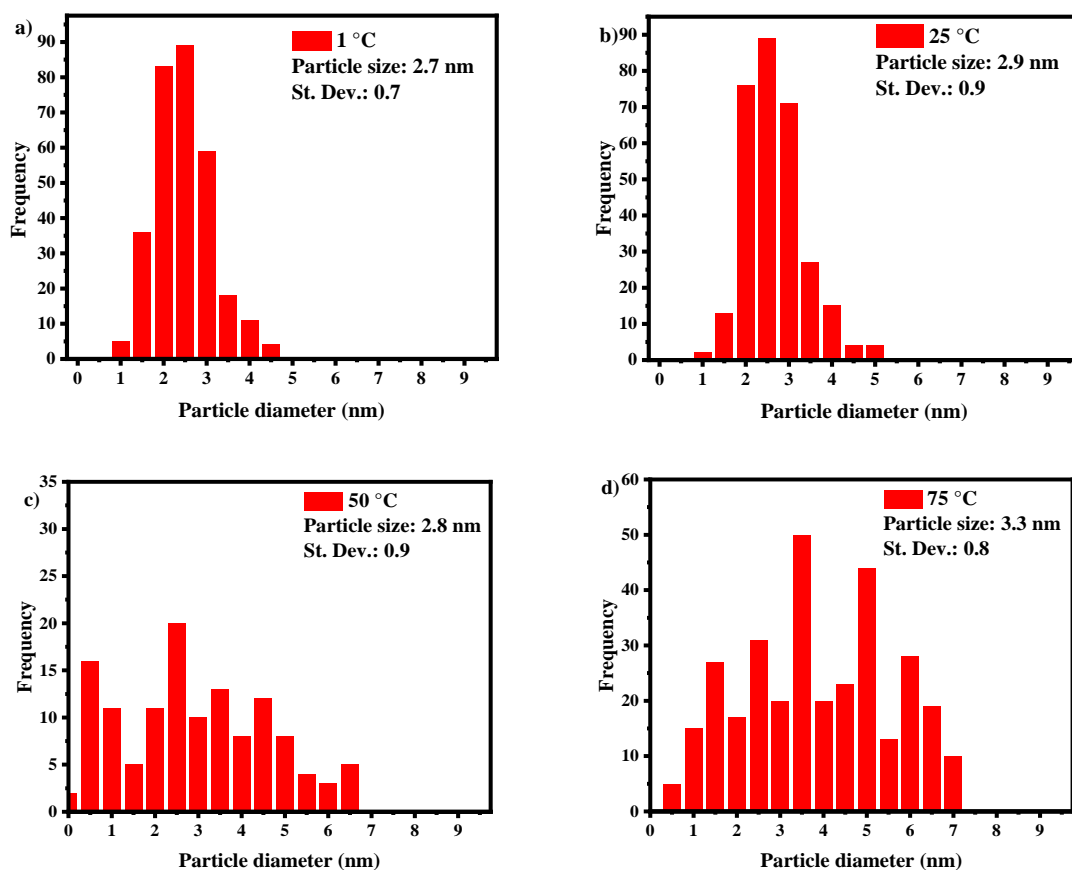 a)
1 °C
Particle size: 2.7 nm
St. Dev.: 0.7
Frequency
90
80
70
60
50
40
30
20
10
0
0 1 2 3 4 5 6 7 8 9
Particle diameter (nm)
b)
25 °C
Particle size: 2.9 nm
St. Dev.: 0.9
Frequency
90
80
70
60
50
40
30
20
10
0
0 1 2 3 4 5 6 7 8 9
Particle diameter (nm)
c)
50 °C
Particle size: 2.8 nm
St. Dev.: 0.9
Frequency
35
30
25
20
15
10
5
0
0 1 2 3 4 5 6 7 8 9
Particle diameter (nm)
d)
75 °C
Particle size: 3.3 nm
St. Dev.: 0.8
Frequency
60
50
40
30
20
10
0
0 1 2 3 4 5 6 7 8 9
Particle diameter (nm)